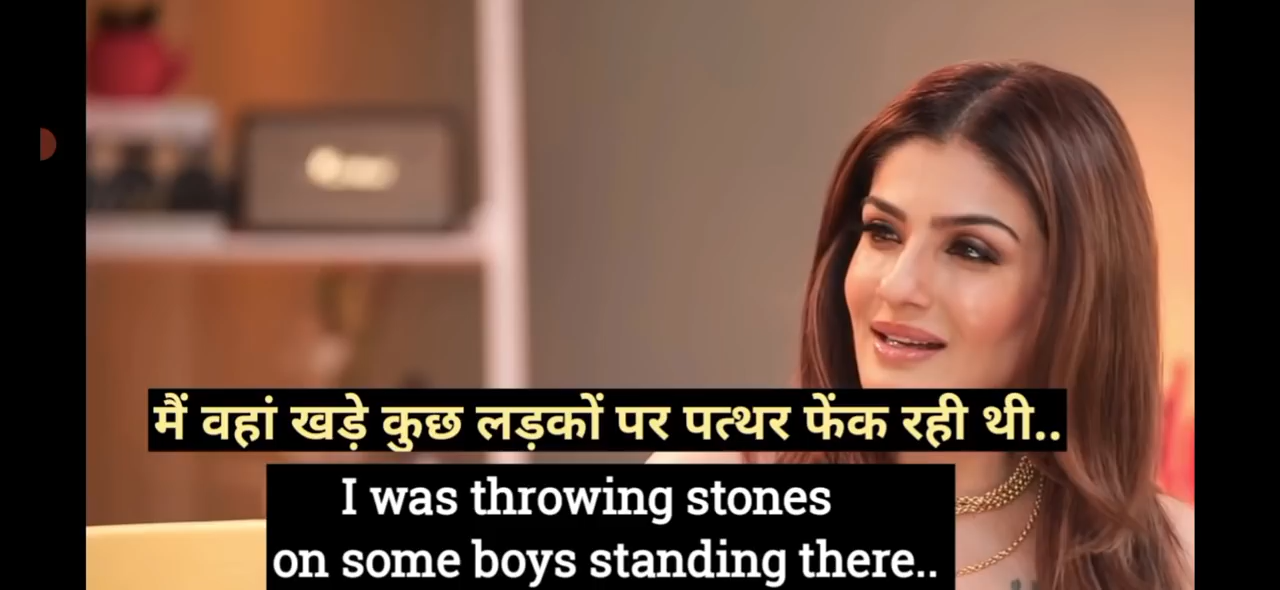 मैं वहां खड़े कुछ लड़कों पर पत्थर फेंक रही थी..
I was throwing stones
on some boys standing there..